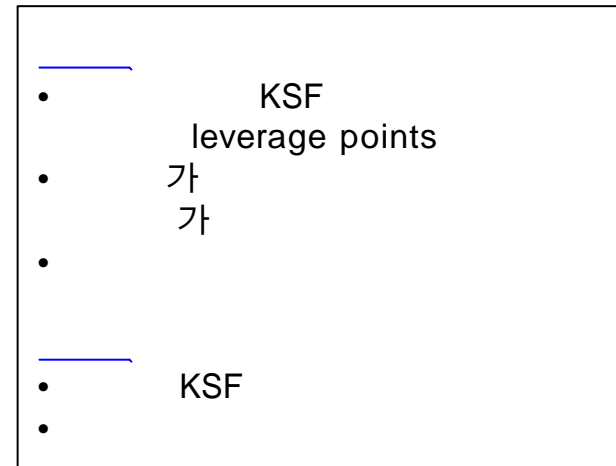 • KSF
leverage points
• 가
가
•
• KSF
•